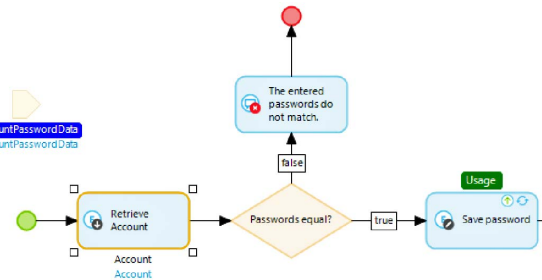 The entered
passwords do
not match.
untPasswordData
untPasswordData
false
Usage
Retrieve
Account
Passwords equal?
true
Save password
Account
Account